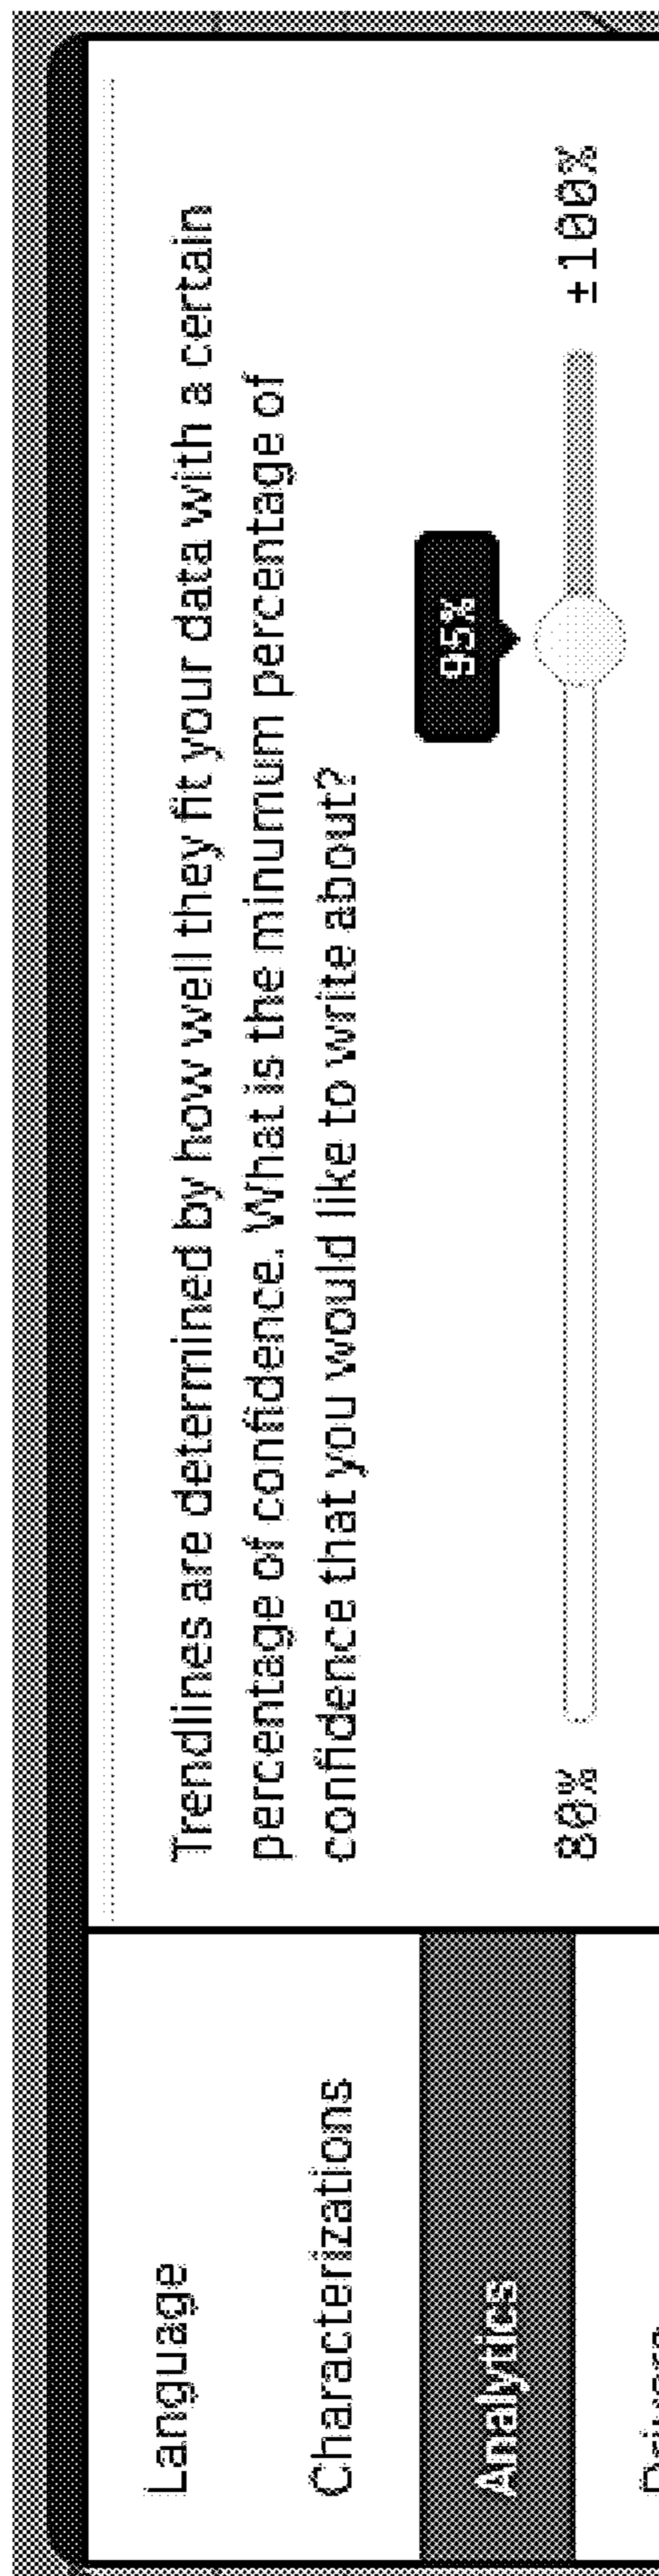 Language
Characterizations
Analytics
Drivers
Trendlines are determined by how well they fit your data with a certain
percentage of confidence. What is the minumum percentage of
confidence that you would like to write about?
95%
80%
±100%